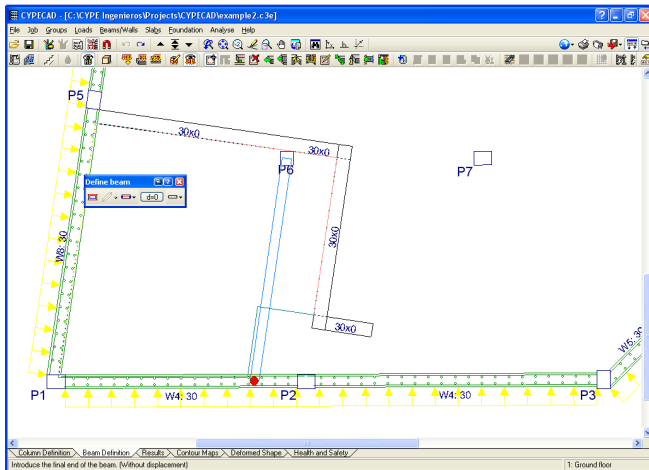 CYPECAD - [C:\CYPE Ingenieros\Projects\CYPECAD\example2.c3e]
File Job Groups Loads Beams/Walls Slabs Foundation Analyse Help
P5
30x0
30x0
P6
P7
Define beam
d=0
W8: 30
30x0
30x0
W5: 30
P1
W4: 30
P2
W4: 30
P3
Column Definition Beam Definition Results Contour Maps Deformed Shape Health and Safety
Introduce the final end of the beam. (Without displacement)
1: Ground floor